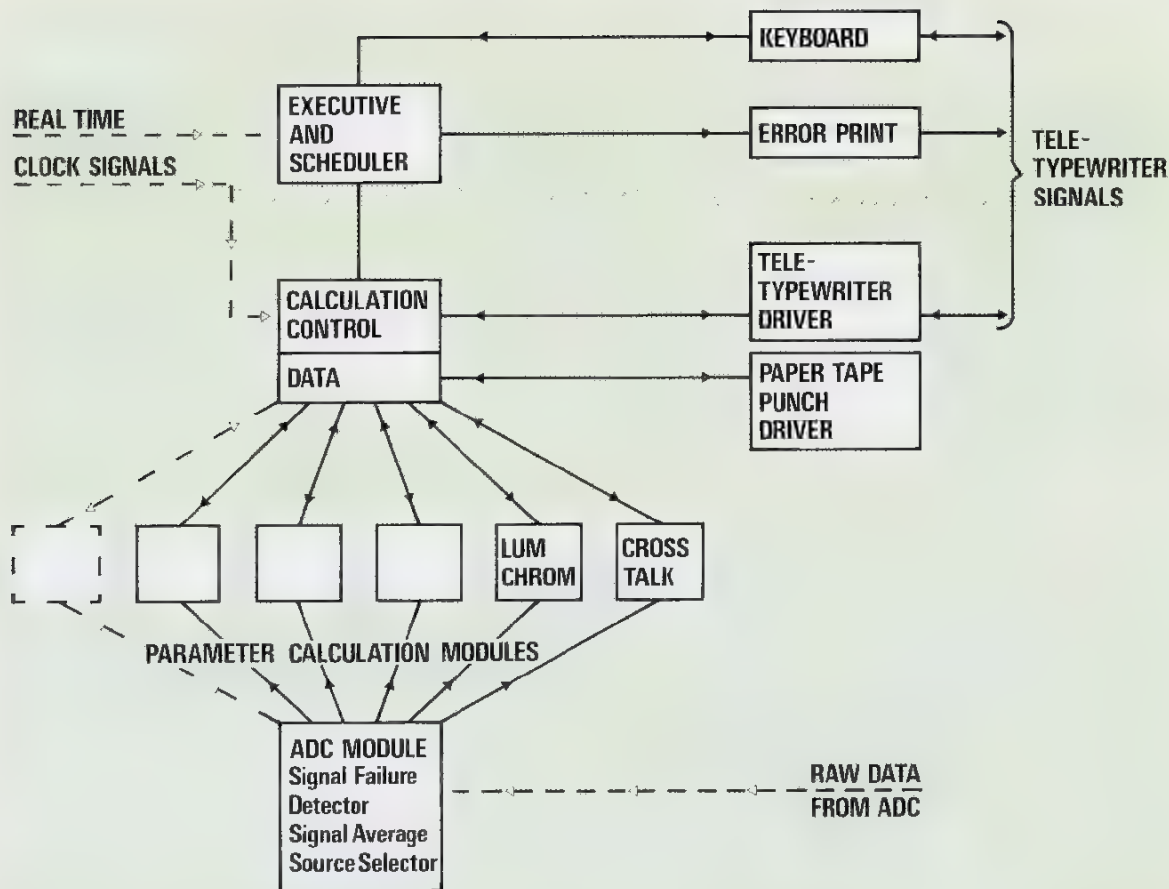 KEYBOARD
EXECUTIVE
AND
SCHEDULER
REAL TIME
CLOCK SIGNALS
ERROR PRINT
TELE-
TYPEWRITER
SIGNALS
CALCULATION
CONTROL
DATA
TELE-
TYPEWRITER
DRIVER
PAPER TAPE
PUNCH
DRIVER
LUM
CHROM
CROSS
TALK
PARAMETER CALCULATION MODULES
ADC MODULE
Signal Failure
Detector
Signal Average
Source Selector
RAW DATA
FROM ADC